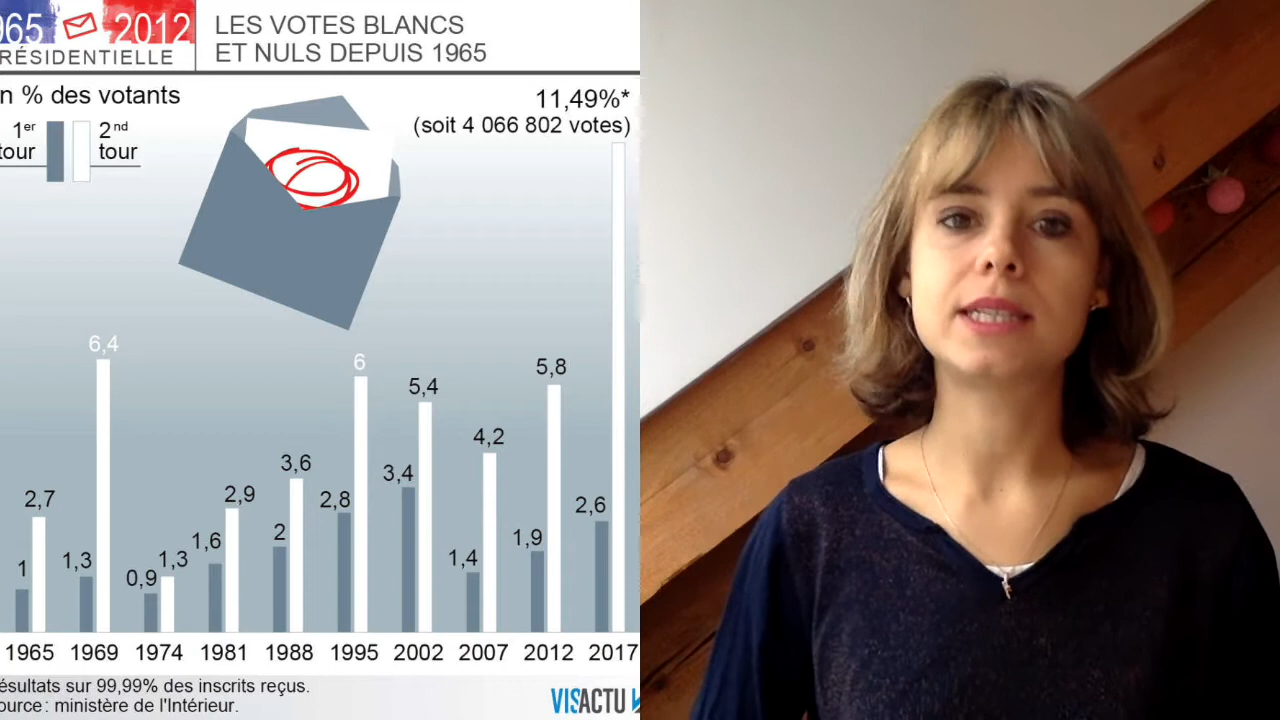 965 2012
RÉSIDENTIELLE
LES VOTES BLANCS
ET NULS DEPUIS 1965
n % des votants
1er tour
2nd tour
11,49%*
(soit 4 066 802 votes)
1 2,7
1,3 6,4
0,9 1,3
1,6 2,9
2 3,6
2,8 6
3,4 5,4
1,4 4,2
1,9 5,8
2,6
1965 1969 1974 1981 1988 1995 2002 2007 2012 2017
ésultats sur 99,99% des inscrits reçus.
ource : ministère de l'Intérieur.
VISACTU